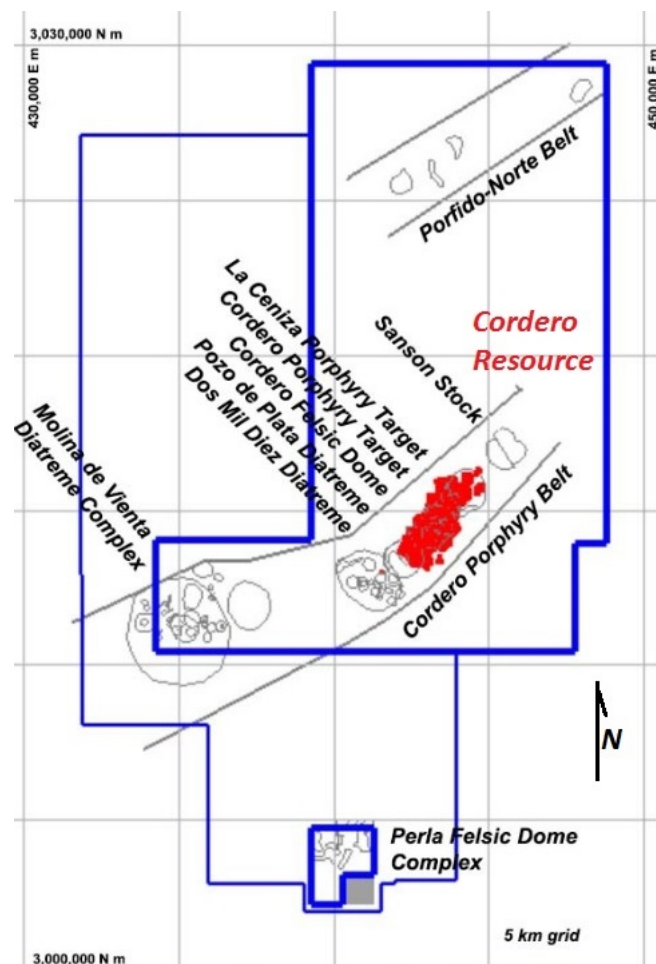 3,030,000 N m
430,000 E m
450,000 E m
Porfido-Norte Belt
La Ceniza Porphyry Target
Cordero Porphyry Target
Cordero Felsic Dome
Pozo de Plata Diatreme
Dos Mil Diez Diatreme
Sanson Stock
Cordero
Resource
Molina de Vienta
Diatreme Complex
Cordero Porphyry Belt
N
Perla Felsic Dome
Complex
5 km grid
3,000,000 N m